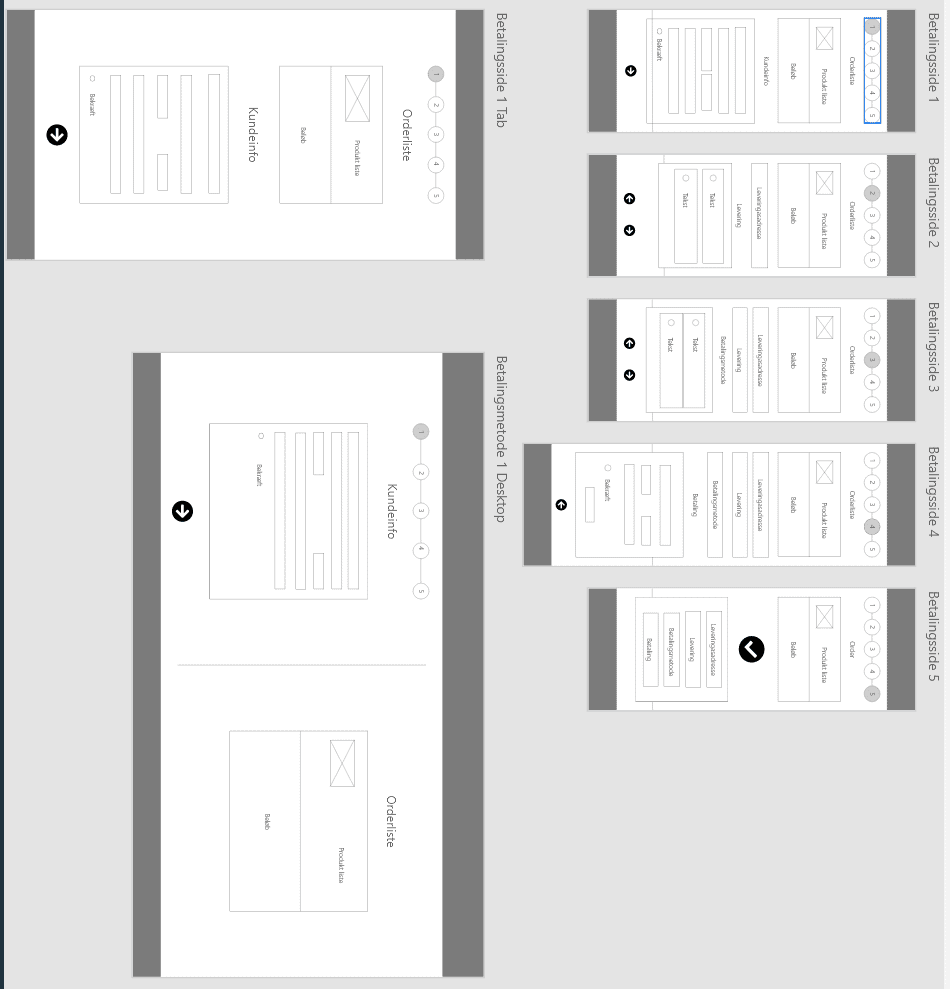 Betalingsside 1
1 2 3 4 5
Orderliste
Produkt liste
Beløb
Kundeinfo
Bekræft
Betalingsside 2
1 2 3 4 5
Orderliste
Produkt liste
Beløb
Leveringsadresse
Levering
Tekst
Tekst
Betalingsside 3
1 2 3 4 5
Orderliste
Produkt liste
Beløb
Leveringsadresse
Levering
Betalingsmetode
Tekst
Tekst
Betalingsside 4
1 2 3 4 5
Orderliste
Produkt liste
Beløb
Leveringsadresse
Levering
Betalingsmetode
Betaling
Bekræft
Betalingsside 5
1 2 3 4 5
Order
Produkt liste
Beløb
Leveringsadresse
Levering
Betalingsmetode
Betaling
Betalingsside 1 Tab
1 2 3 4 5
Orderliste
Produkt liste
Beløb
Kundeinfo
Bekræft
Betalingsmetode 1 Desktop
1 2 3 4 5
Kundeinfo
Bekræft
Orderliste
Produkt liste
Beløb